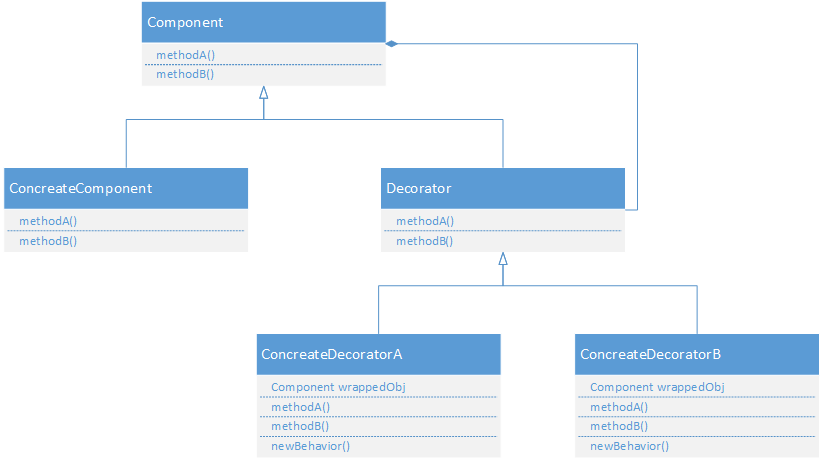 Component
methodA()
methodB()
ConcreateComponent
methodA()
methodB()
Decorator
methodA()
methodB()
ConcreateDecoratorA
Component wrappedObj
methodA()
methodB()
newBehavior()
ConcreateDecoratorB
Component wrappedObj
methodA()
methodB()
newBehavior()